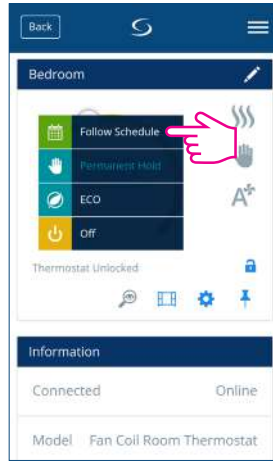 Back
Bedroom
Follow Schedule
Permanent Hold
ECO
Off
A
Thermostat Unlocked
Information
Connected Online
Model Fan Coil Room Thermostat